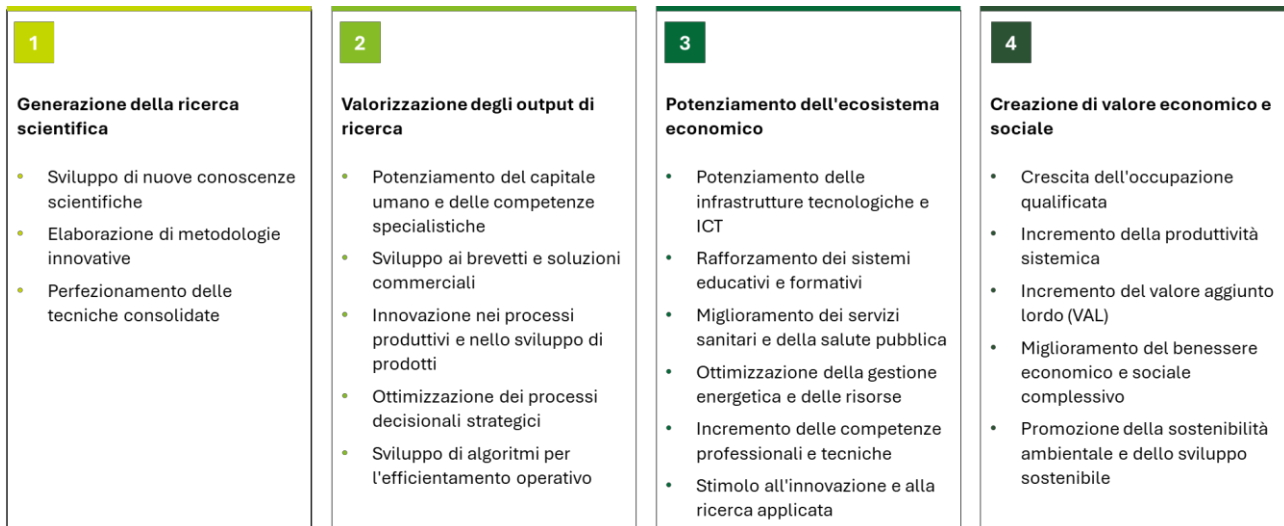 1
Generazione della ricerca
scientifica
• Sviluppo di nuove conoscenze
scientifiche
• Elaborazione di metodologie
innovative
• Perfezionamento delle
tecniche consolidate
2
Valorizzazione degli output di
ricerca
• Potenziamento del capitale
umano e delle competenze
specialistiche
• Sviluppo ai brevetti e soluzioni
commerciali
• Innovazione nei processi
produttivi e nello sviluppo di
prodotti
• Ottimizzazione dei processi
decisionali strategici
• Sviluppo di algoritmi per
l'efficientamento operativo
3
Potenziamento dell'ecosistema
economico
• Potenziamento delle
infrastrutture tecnologiche e
ICT
• Rafforzamento dei sistemi
educativi e formativi
• Miglioramento dei servizi
sanitari e della salute pubblica
• Ottimizzazione della gestione
energetica e delle risorse
• Incremento delle competenze
professionali e tecniche
• Stimolo all'innovazione e alla
ricerca applicata
4
Creazione di valore economico e
sociale
• Crescita dell'occupazione
qualificata
• Incremento della produttività
sistemica
• Incremento del valore aggiunto
lordo (VAL)
• Miglioramento del benessere
economico e sociale
complessivo
• Promozione della sostenibilità
ambientale e dello sviluppo
sostenibile